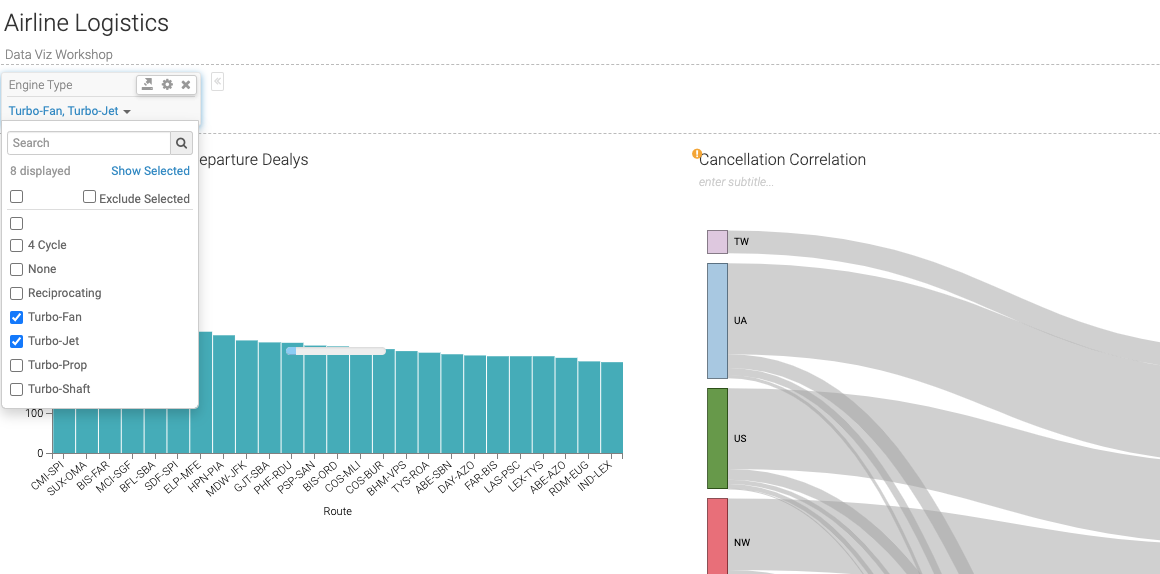 Airline Logistics
Data Viz Workshop
Engine Type
Turbo-Fan, Turbo-Jet
Search
8 displayed Show Selected
Exclude Selected
4 Cycle
None
Reciprocating
Turbo-Fan
Turbo-Jet
Turbo-Prop
Turbo-Shaft
eparture Dealys
100
0
CMI-SPI
SUX-OMA
BIS-FAR
MCI-SGF
BFL-SBA
SDF-SPI
ELP-MFE
HPN-PIA
MDW-JFK
GJT-SBA
PHF-RDU
PSP-SAN
BIS-ORD
COS-MLI
COS-BUR
BHM-VPS
TYS-ROA
ABE-SBN
DAY-AZO
FAR-BIS
LAS-PSC
LEX-TYS
ABE-AZO
RDM-EUG
IND-LEX
Route
Cancellation Correlation
enter subtitle...
TW
UA
US
NW